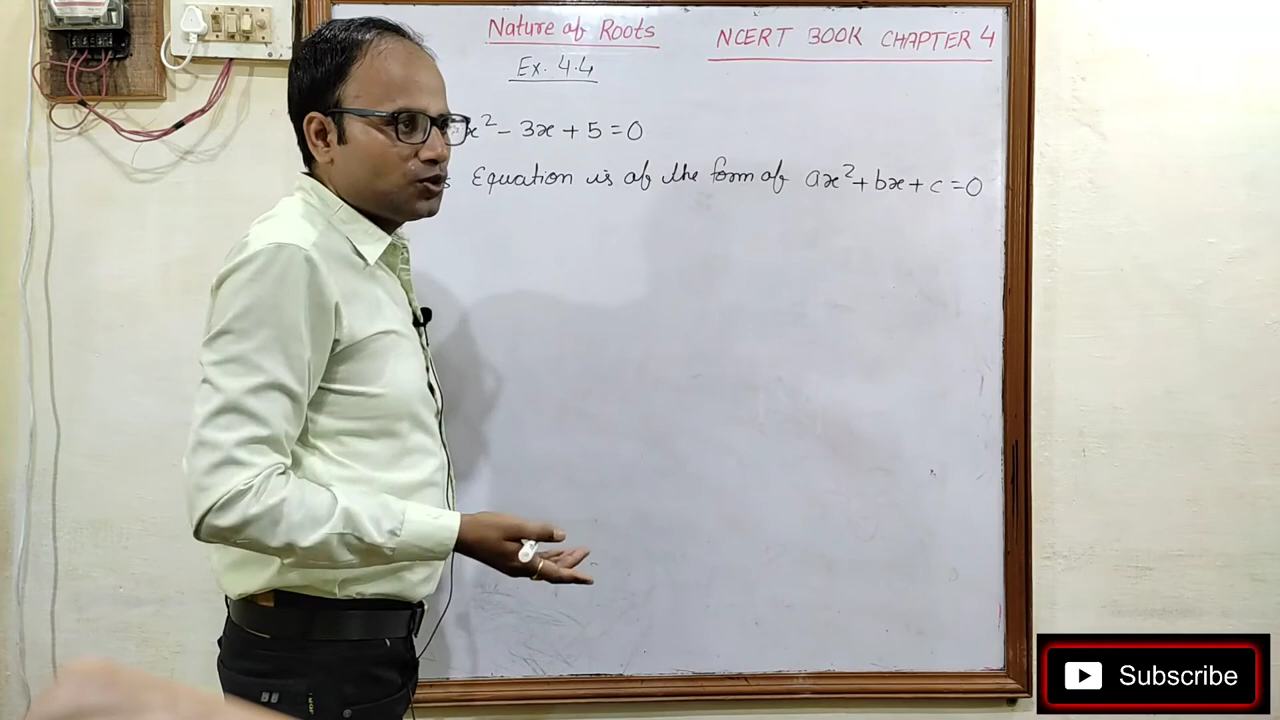 Nature of Roots
NCERT BOOK CHAPTER 4
Ex. 4.4
x² - 3x + 5 = 0
Equation is of the form of ax² + bx + c = 0
Subscribe